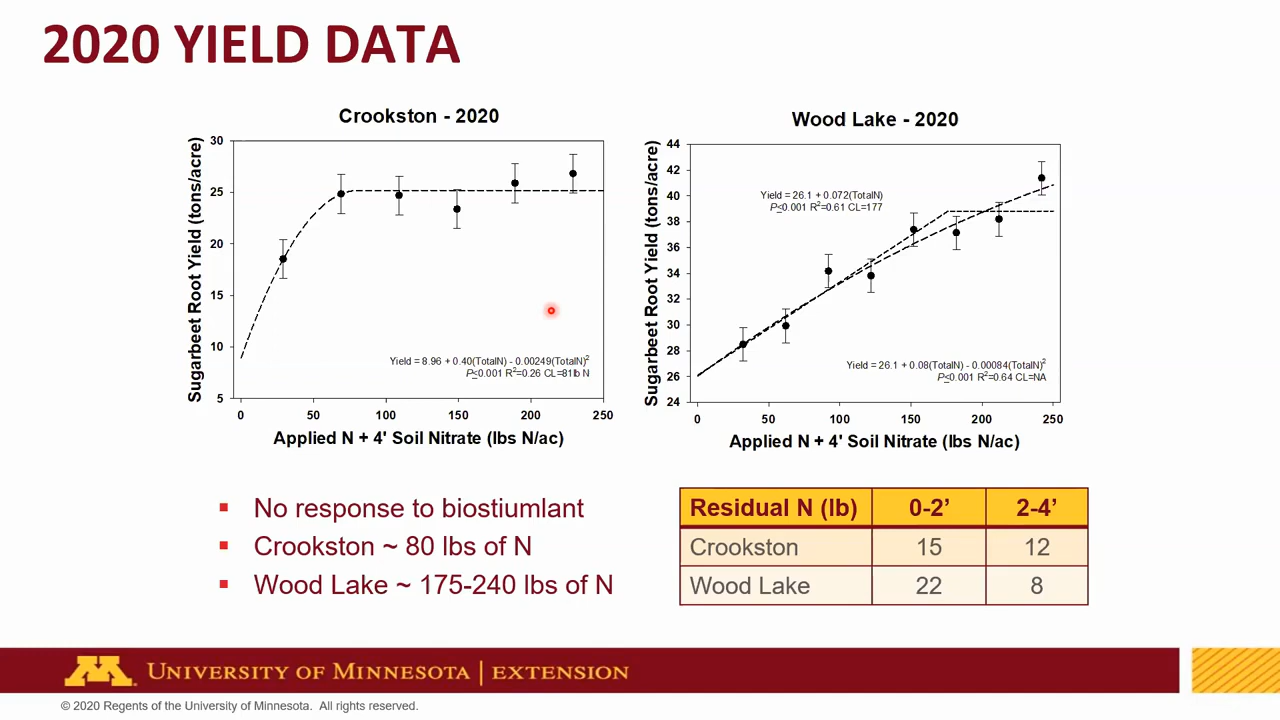 2020 YIELD DATA
Crookston - 2020
Sugarbeet Root Yield (tons/acre)
30
25
20
15
10
5
Yield = 8.96 + 0.40(TotalN) - 0.00249(TotalN)²
P<0.001 R²=0.26 CL=81lb N
0 50 100 150 200 250
Applied N + 4' Soil Nitrate (lbs N/ac)
Wood Lake - 2020
Sugarbeet Root Yield (tons/acre)
44
42
40
38
36
34
32
30
28
26
24
Yield = 26.1 + 0.072(TotalN)
P<0.001 R²=0.61 CL=177
Yield = 26.1 + 0.08(TotalN) - 0.00084(TotalN)²
P<0.001 R²=0.64 CL=NA
0 50 100 150 200 250
Applied N + 4' Soil Nitrate (lbs N/ac)
▪ No response to biostiumlant
▪ Crookston ~ 80 lbs of N
▪ Wood Lake ~ 175-240 lbs of N
Residual N (lb) 0-2’ 2-4’
Crookston 15 12
Wood Lake 22 8
M UNIVERSITY OF MINNESOTA | EXTENSION
© 2020 Regents of the University of Minnesota. All rights reserved.